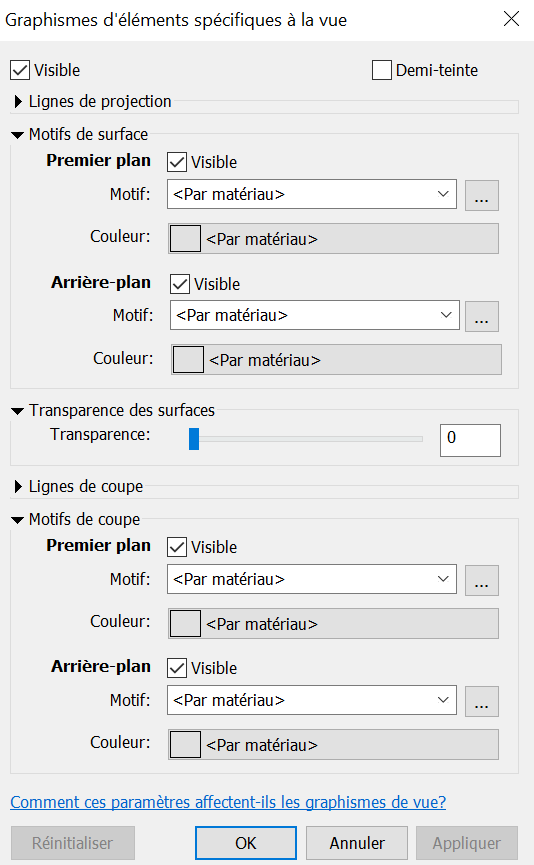 Graphismes d'éléments spécifiques à la vue
Visible
Demi-teinte
Lignes de projection
Motifs de surface
Premier plan
Visible
Motif:
<Par matériau>
...
Couleur:
<Par matériau>
Arrière-plan
Visible
Motif:
<Par matériau>
...
Couleur:
<Par matériau>
Transparence des surfaces
Transparence:
0
Lignes de coupe
Motifs de coupe
Premier plan
Visible
Motif:
<Par matériau>
...
Couleur:
<Par matériau>
Arrière-plan
Visible
Motif:
<Par matériau>
...
Couleur:
<Par matériau>
Comment ces paramètres affectent-ils les graphismes de vue?
Réinitialiser
OK
Annuler
Appliquer